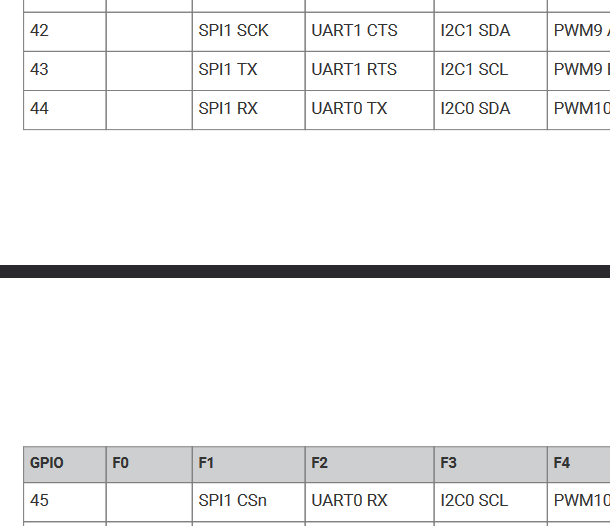 42 SPI1 SCK UART1 CTS I2C1 SDA PWM9
43 SPI1 TX UART1 RTS I2C1 SCL PWM9
44 SPI1 RX UART0 TX I2C0 SDA PWM10
GPIO F0 F1 F2 F3 F4
45 SPI1 CSn UART0 RX I2C0 SCL PWM10